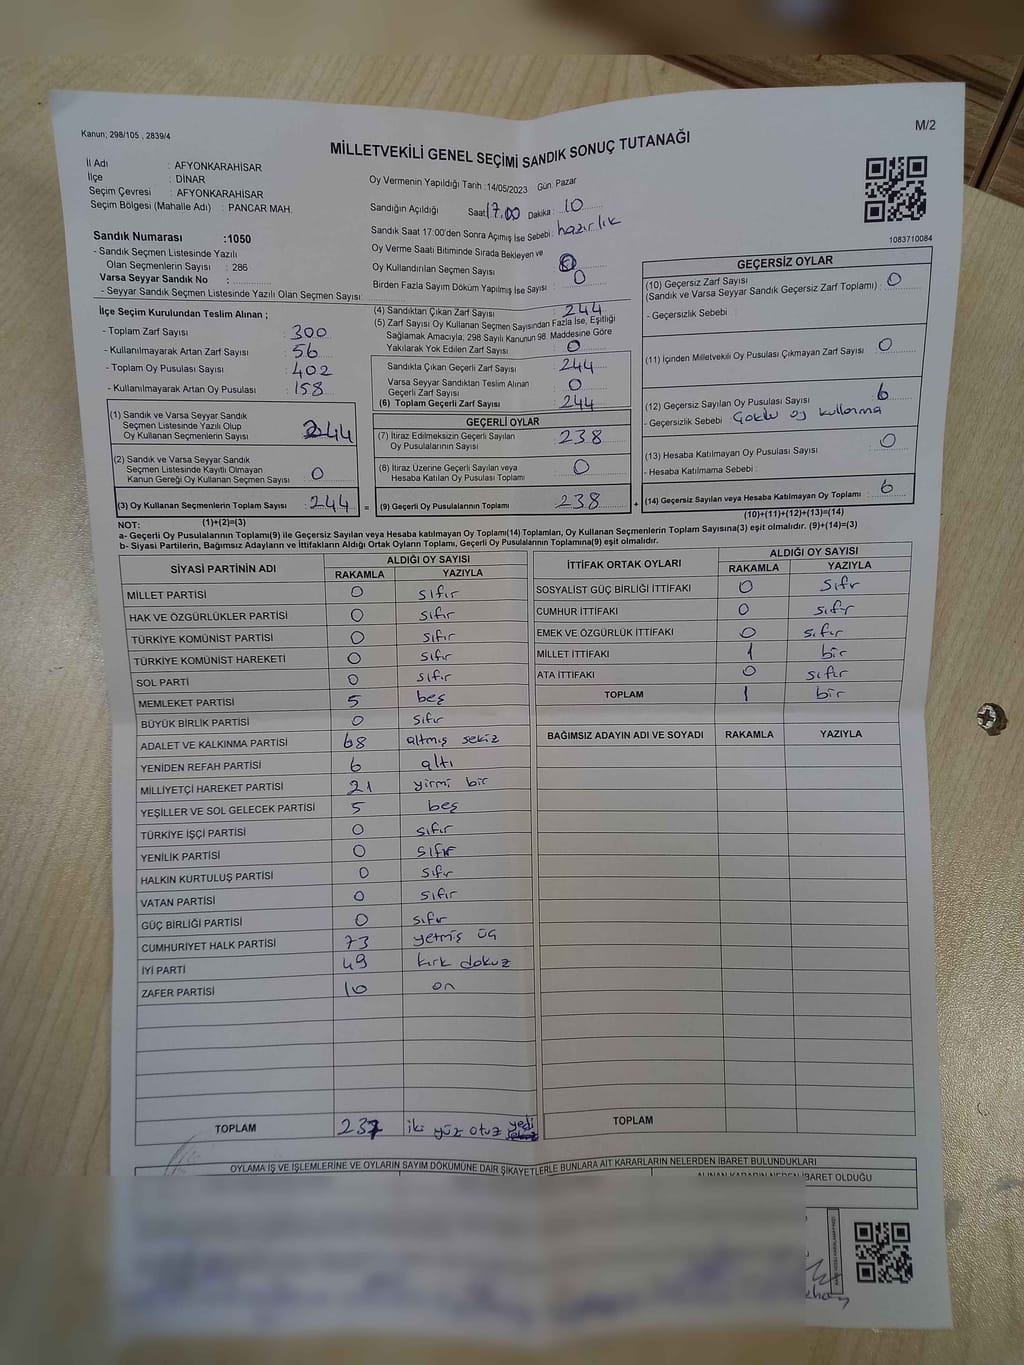 Kanun; 298/105 , 2839/4
M/2
MİLLETVEKİLİ GENEL SEÇİMİ SANDIK SONUÇ TUTANAĞI
İl Adı : AFYONKARAHİSAR
İlçe : DİNAR
Seçim Çevresi : AFYONKARAHİSAR
Seçim Bölgesi (Mahalle Adı) : PANCAR MAH.
Sandık Numarası :1050
- Sandık Seçmen Listesinde Yazılı
Olan Seçmenlerin Sayısı : 286
Varsa Seyyar Sandık No :
- Seyyar Sandık Seçmen Listesinde Yazılı Olan Seçmen Sayısı
Oy Vermenin Yapıldığı Tarih :14/05/2023 Gün: Pazar
Sandığın Açıldığı Saat 17.00 Dakika : 10
Sandık Saat 17:00'den Sonra Açımış İse Sebebi : hazırlık
Oy Verme Saati Bitiminde Sırada Bekleyen ve
Oy Kullandırılan Seçmen Sayısı 0
Birden Fazla Sayım Döküm Yapılmış İse Sayısı : 0
1083710084
İlçe Seçim Kurulundan Teslim Alınan ;
- Toplam Zarf Sayısı : 300
- Kullanılmayarak Artan Zarf Sayısı : 56
- Toplam Oy Pusulası Sayısı : 402
- Kullanılmayarak Artan Oy Pusulası : 158
(1) Sandık ve Varsa Seyyar Sandık
Seçmen Listesinde Yazılı Olup
Oy Kullanan Seçmenlerin Sayısı : 244
(2) Sandık ve Varsa Seyyar Sandık
Seçmen Listesinde Kayıtlı Olmayan
Kanun Gereği Oy Kullanan Seçmen Sayısı : 0
(3) Oy Kullanan Seçmenlerin Toplam Sayısı : 244 =
(4) Sandıktan Çıkan Zarf Sayısı : 244
(5) Zarf Sayısı Oy Kullanan Seçmen Sayısından Fazla İse, Eşitliği
Sağlamak Amacıyla; 298 Sayılı Kanunun 98. Maddesine Göre
Yakılarak Yok Edilen Zarf Sayısı : 0
Sandıkta Çıkan Geçerli Zarf Sayısı : 244
Varsa Seyyar Sandıktan Teslim Alınan
Geçerli Zarf Sayısı : 0
(6) Toplam Geçerli Zarf Sayısı : 244
GEÇERLİ OYLAR
(7) İtiraz Edilmeksizin Geçerli Sayılan
Oy Pusulalarının Sayısı : 238
(8) İtiraz Üzerine Geçerli Sayılan veya
Hesaba Katılan Oy Pusulası Toplamı : 0
(9) Geçerli Oy Pusulalarının Toplamı : 238 +
GEÇERSİZ OYLAR
(10) Geçersiz Zarf Sayısı
(Sandık ve Varsa Seyyar Sandık Geçersiz Zarf Toplamı) : 0
- Geçersizlik Sebebi :
(11) İçinden Milletvekili Oy Pusulası Çıkmayan Zarf Sayısı : 0
(12) Geçersiz Sayılan Oy Pusulası Sayısı : 6
- Geçersizlik Sebebi : Çoklu oy kullanma
(13) Hesaba Katılmayan Oy Pusulası Sayısı : 0
- Hesaba Katılmama Sebebi :
(14) Geçersiz Sayılan veya Hesaba Katılmayan Oy Toplamı : 6
NOT: (1)+(2)=(3)
(10)+(11)+(12)+(13)=(14)
a- Geçerli Oy Pusulalarının Toplamı(9) ile Geçersiz Sayılan veya Hesaba katılmayan Oy Toplamı(14) Toplamları, Oy Kullanan Seçmenlerin Toplam Sayısına(3) eşit olmalıdır. (9)+(14)=(3)
b- Siyasi Partilerin, Bağımsız Adayların ve İttifakların Aldığı Ortak Oyların Toplamı, Geçerli Oy Pusulalarının Toplamına(9) eşit olmalıdır.
SİYASİ PARTİNİN ADI ALDIĞI OY SAYISI
RAKAMLA YAZIYLA
MİLLET PARTİSİ 0 sıfır
HAK VE ÖZGÜRLÜKLER PARTİSİ 0 sıfır
TÜRKİYE KOMÜNİST PARTİSİ 0 sıfır
TÜRKİYE KOMÜNİST HAREKETİ 0 sıfır
SOL PARTİ 0 sıfır
MEMLEKET PARTİSİ 5 beş
BÜYÜK BİRLİK PARTİSİ 0 sıfır
ADALET VE KALKINMA PARTİSİ 68 altmış sekiz
YENİDEN REFAH PARTİSİ 6 altı
MİLLİYETÇİ HAREKET PARTİSİ 21 yirmi bir
YEŞİLLER VE SOL GELECEK PARTİSİ 5 beş
TÜRKİYE İŞÇİ PARTİSİ 0 sıfır
YENİLİK PARTİSİ 0 sıfır
HALKIN KURTULUŞ PARTİSİ 0 sıfır
VATAN PARTİSİ 0 sıfır
GÜÇ BİRLİĞİ PARTİSİ 0 sıfır
CUMHURİYET HALK PARTİSİ 73 yetmiş üç
İYİ PARTİ 49 kırk dokuz
ZAFER PARTİSİ 10 on
TOPLAM 237 iki yüz otuz yedi
İTTİFAK ORTAK OYLARI ALDIĞI OY SAYISI
RAKAMLA YAZIYLA
SOSYALİST GÜÇ BİRLİĞİ İTTİFAKI 0 sıfır
CUMHUR İTTİFAKI 0 sıfır
EMEK VE ÖZGÜRLÜK İTTİFAKI 0 sıfır
MİLLET İTTİFAKI 1 bir
ATA İTTİFAKI 0 sıfır
TOPLAM 1 bir
BAĞIMSIZ ADAYIN ADI VE SOYADI RAKAMLA YAZIYLA
TOPLAM
OYLAMA İŞ VE İŞLEMLERİNE VE OYLARIN SAYIM DÖKÜMÜNE DAİR ŞİKAYETLERLE BUNLARA AİT KARARLARIN NELERDEN İBARET BULUNDUKLARI
ALINAN KARARIN NEDEN İBARET OLDUĞU